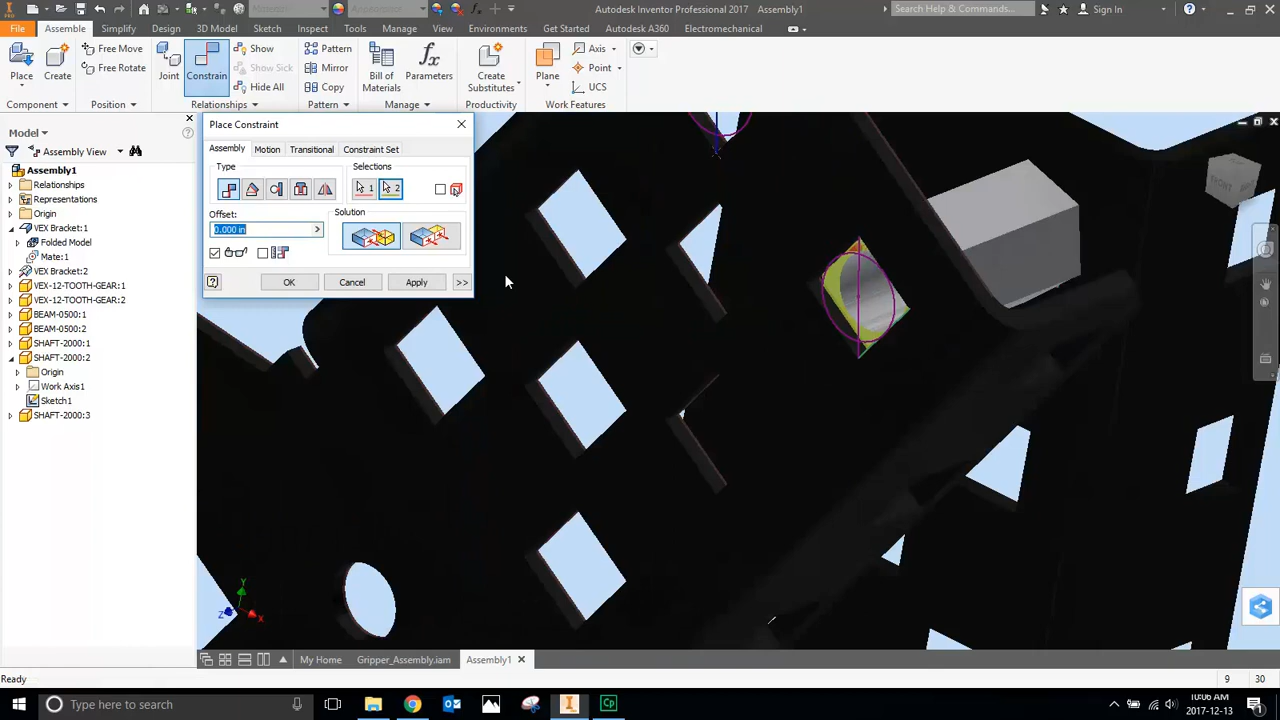 PRO
Standard
Appearance
Autodesk Inventor Professional 2017 Assembly1
Search Help & Commands...
Sign In
File Assemble Simplify Design 3D Model Sketch Inspect Tools Manage View Environments Get Started Autodesk A360 Electromechanical
Free Move Show Pattern Axis
Free Rotate Show Sick Mirror Point
Place Create Joint Constrain Hide All Copy Bill of Materials Parameters Create Substitutes Plane UCS
Component Position Relationships Pattern Manage Productivity Work Features
Model
Assembly View
Assembly1
Relationships
Representations
Origin
VEX Bracket:1
Folded Model
Mate:1
VEX Bracket:2
VEX-12-TOOTH-GEAR:1
VEX-12-TOOTH-GEAR:2
BEAM-0500:1
BEAM-0500:2
SHAFT-2000:1
SHAFT-2000:2
Origin
Work Axis1
Sketch1
SHAFT-2000:3
Place Constraint
Assembly Motion Transitional Constraint Set
Type Selections
1 2
Offset: Solution
0.000 in
OK Cancel Apply >>
FRONT
Y
Z X
My Home Gripper_Assembly.iam Assembly1
Ready 9 30
Type here to search
Cp
10:06 AM
2017-12-13